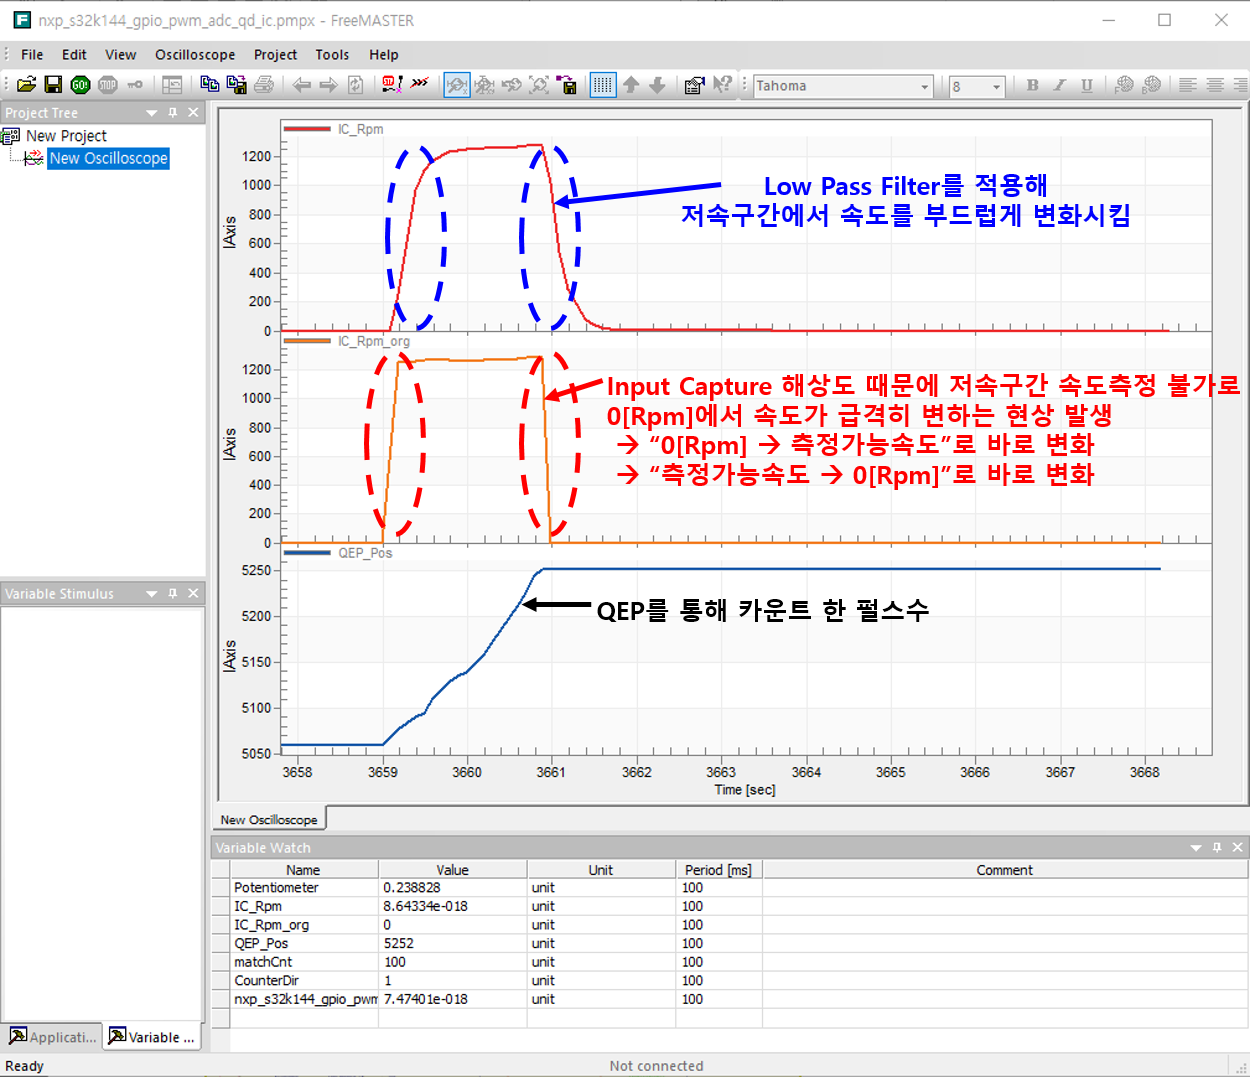 nxp_s32k144_gpio_pwm_adc_qd_ic.pmpx - FreeMASTER
File Edit View Oscilloscope Project Tools Help
GO! STOP Tahoma 8 B I U
Project Tree
New Project
New Oscilloscope
IC_Rpm
1200
1000
800
600
400
200
0
IAxis
Low Pass Filter를 적용해
저속구간에서 속도를 부드럽게 변화시킴
IC_Rpm_org
1200
1000
800
600
400
200
0
IAxis
Input Capture 해상도 때문에 저속구간 속도측정 불가로
0[Rpm]에서 속도가 급격히 변하는 현상 발생
→ “0[Rpm] → 측정가능속도”로 바로 변화
→ “측정가능속도 → 0[Rpm]”로 바로 변화
QEP_Pos
5250
5200
5150
5100
5050
IAxis
QEP를 통해 카운트 한 펄스수
3658 3659 3660 3661 3662 3663 3664 3665 3666 3667 3668
Time [sec]
New Oscilloscope
Variable Stimulus
Applicati...
Variable ...
Variable Watch
Name Value Unit Period [ms] Comment
Potentiometer 0.238828 unit 100
IC_Rpm 8.64334e-018 unit 100
IC_Rpm_org 0 unit 100
QEP_Pos 5252 unit 100
matchCnt 100 unit 100
CounterDir 1 unit 100
nxp_s32k144_gpio_pwm 7.47401e-018 unit 100
Ready
Not connected